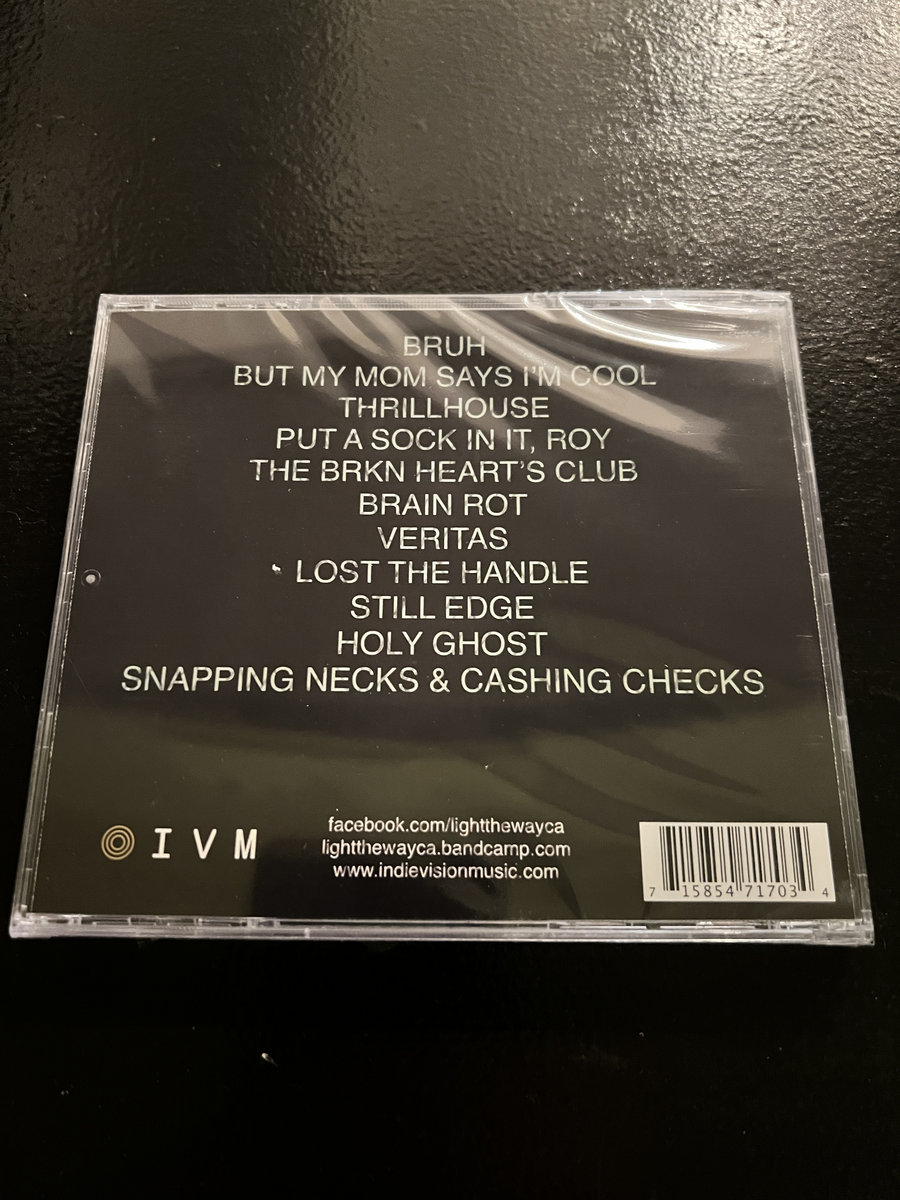 BRUH
BUT MY MOM SAYS I'M COOL
THRILLHOUSE
PUT A SOCK IN IT, ROY
THE BRKN HEART'S CLUB
BRAIN ROT
VERITAS
LOST THE HANDLE
STILL EDGE
HOLY GHOST
SNAPPING NECKS & CASHING CHECKS
IVM
facebook.com/lightthewayca
lightthewayca.bandcamp.com
www.indievisionmusic.com
7 15854 71703 4